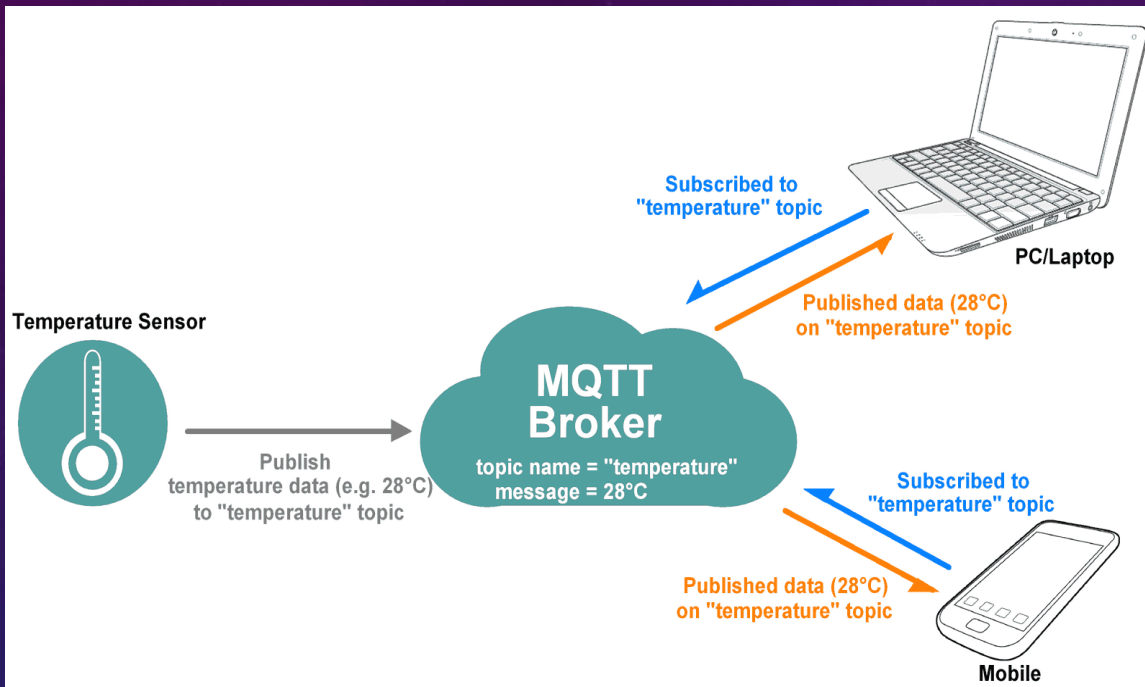 Temperature Sensor
Publish
temperature data (e.g. 28°C)
to "temperature" topic
MQTT
Broker
topic name = "temperature"
message = 28°C
Subscribed to
"temperature" topic
Published data (28°C)
on "temperature" topic
PC/Laptop
Subscribed to
"temperature" topic
Published data (28°C)
on "temperature" topic
Mobile